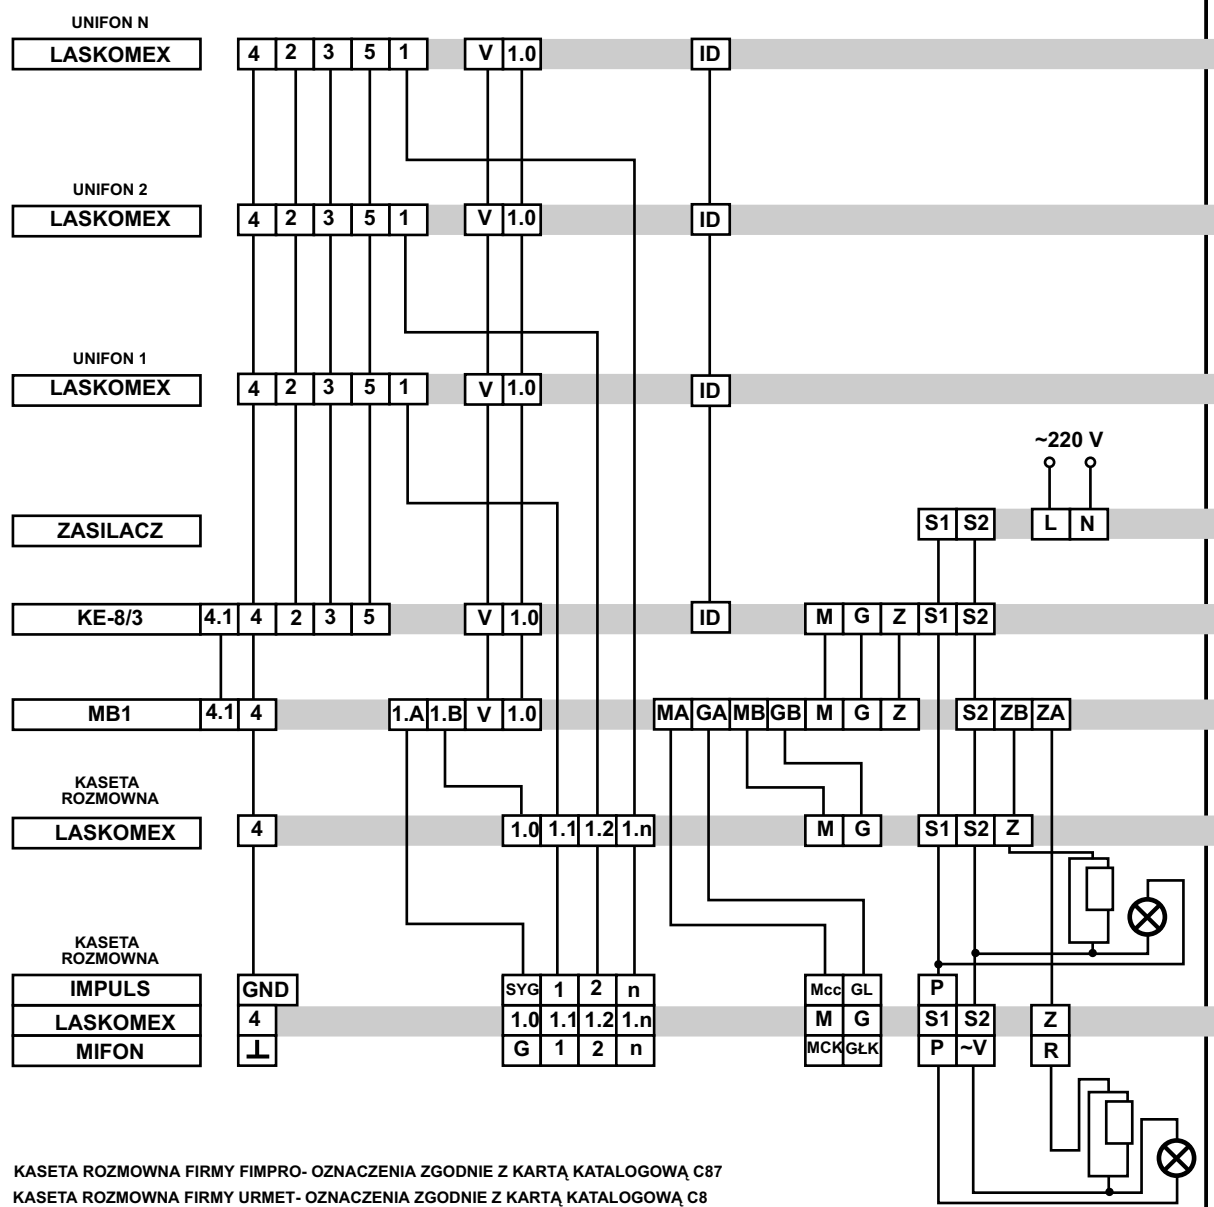 UNIFON N
LASKOMEX 4 2 3 5 1 V 1.0 ID
UNIFON 2
LASKOMEX 4 2 3 5 1 V 1.0 ID
UNIFON 1
LASKOMEX 4 2 3 5 1 V 1.0 ID
~220 V
ZASILACZ S1 S2 L N
KE-8/3 4.1 4 2 3 5 V 1.0 ID M G Z S1 S2
MB1 4.1 4 1.A 1.B V 1.0 MA GA MB GB M G Z S2 ZB ZA
KASETA
ROZMOWNA
LASKOMEX 4 1.0 1.1 1.2 1.n M G S1 S2 Z
KASETA
ROZMOWNA
IMPULS GND SYG 1 2 n Mcc GL P
LASKOMEX 4 1.0 1.1 1.2 1.n M G S1 S2 Z
MIFON ⊥ G 1 2 n MCK GŁK P ~V R
KASETA ROZMOWNA FIRMY FIMPRO- OZNACZENIA ZGODNIE Z KARTĄ KATALOGOWĄ C87
KASETA ROZMOWNA FIRMY URMET- OZNACZENIA ZGODNIE Z KARTĄ KATALOGOWĄ C8